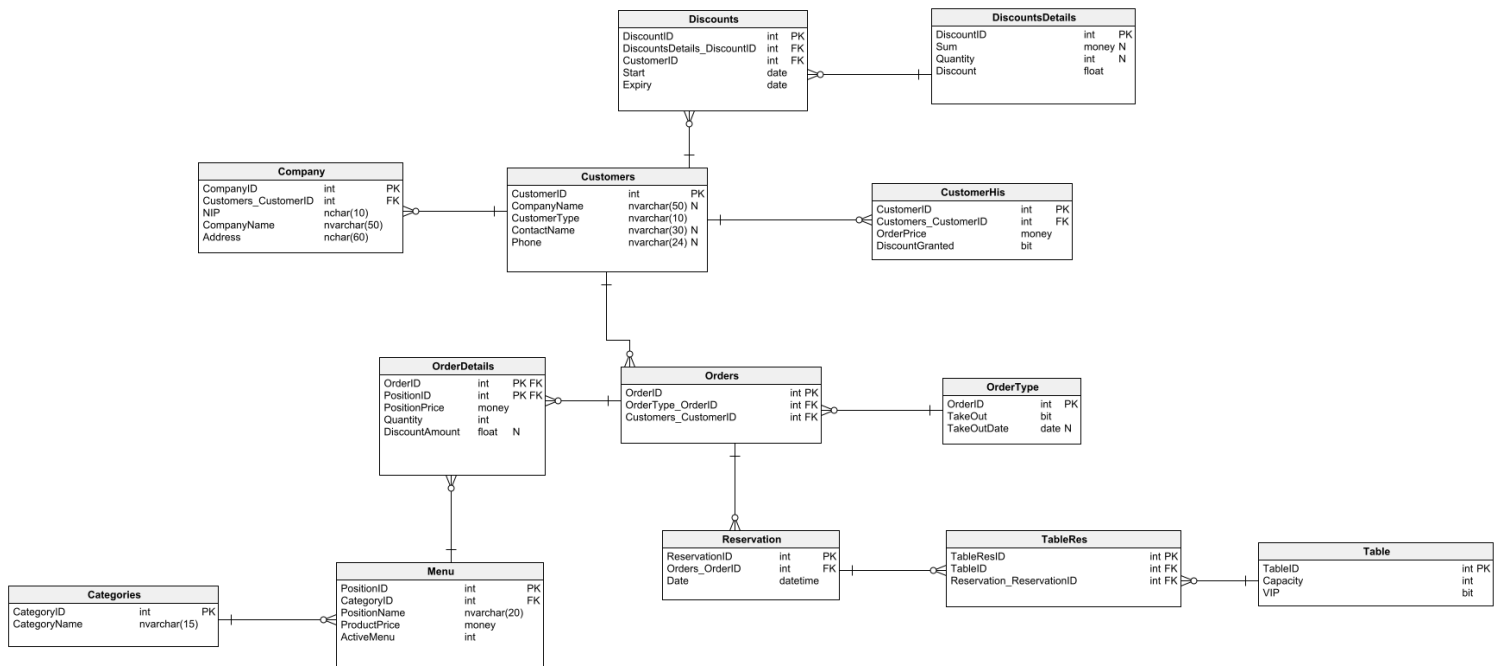 Discounts
DiscountID int PK
DiscountsDetails_DiscountID int FK
CustomerID int FK
Start date
Expiry date
DiscountsDetails
DiscountID int PK
Sum money N
Quantity int N
Discount float
Company
CompanyID int PK
Customers_CustomerID int FK
NIP nchar(10)
CompanyName nvarchar(50)
Address nchar(60)
Customers
CustomerID int PK
CompanyName nvarchar(50) N
CustomerType nvarchar(10)
ContactName nvarchar(30) N
Phone nvarchar(24) N
CustomerHis
CustomerID int PK
Customers_CustomerID int FK
OrderPrice money
DiscountGranted bit
OrderDetails
OrderID int PK FK
PositionID int PK FK
PositionPrice money
Quantity int
DiscountAmount float N
Orders
OrderID int PK
OrderType_OrderID int FK
Customers_CustomerID int FK
OrderType
OrderID int PK
TakeOut bit
TakeOutDate date N
Reservation
ReservationID int PK
Orders_OrderID int FK
Date datetime
TableRes
TableResID int PK
TableID int FK
Reservation_ReservationID int FK
Table
TableID int PK
Capacity int
VIP bit
Categories
CategoryID int PK
CategoryName nvarchar(15)
Menu
PositionID int PK
CategoryID int FK
PositionName nvarchar(20)
ProductPrice money
ActiveMenu int